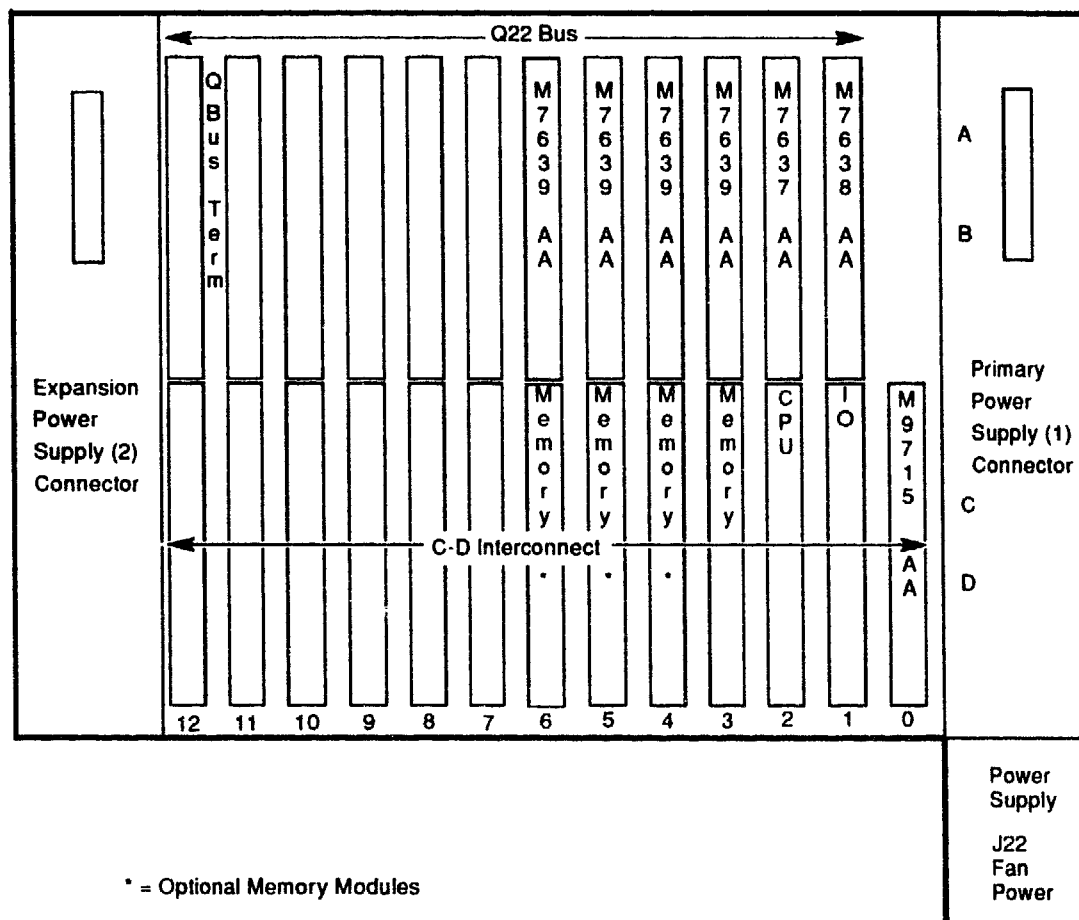 Q22 Bus
Q Bus Term
M7639 AA
M7639 AA
M7639 AA
M7639 AA
M7637 AA
M7638 AA
A
B
Expansion
Power
Supply (2)
Connector
Memory
*
Memory
*
Memory
*
Memory
CPU
IO
M9715 AA
Primary
Power
Supply (1)
Connector
C
D
C-D Interconnect
12 11 10 9 8 7 6 5 4 3 2 1 0
Power
Supply
J22
Fan
Power
* = Optional Memory Modules